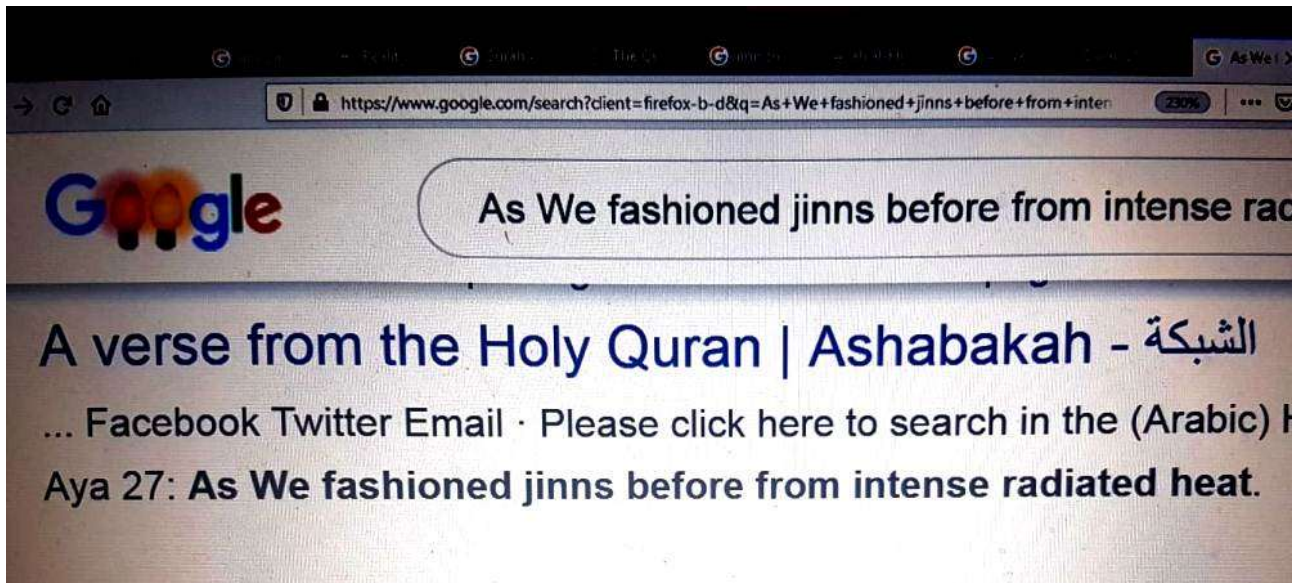 As We
https://www.google.com/search?client=firefox-b-d&q=As+We+fashioned+jinns+before+from+inten 230%
Google As We fashioned jinns before from intense rad
A verse from the Holy Quran | Ashabakah - الشبكة
... Facebook Twitter Email · Please click here to search in the (Arabic) H
Aya 27: As We fashioned jinns before from intense radiated heat.